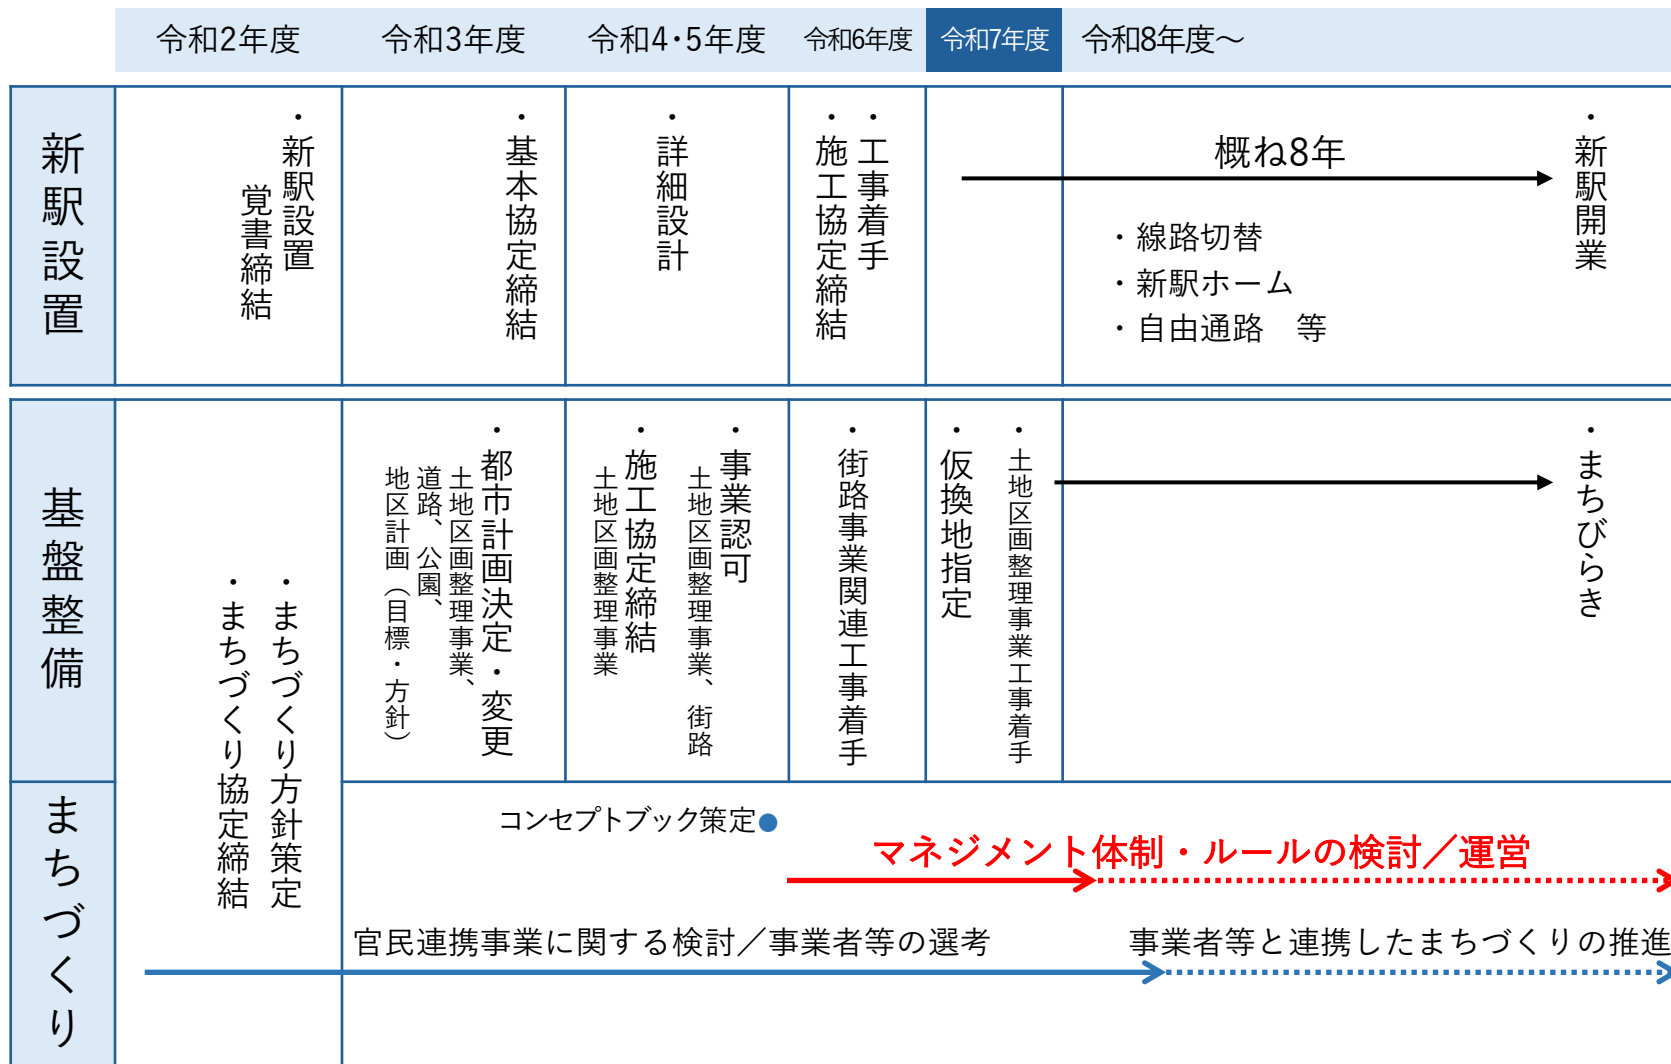 令和2年度
令和3年度
令和4・5年度
令和6年度
令和7年度
令和8年度～
新駅設置
・新駅設置
覚書締結
・基本協定締結
・詳細設計
・工事着手
・施工協定締結
概ね8年
・線路切替
・新駅ホーム
・自由通路　等
・新駅開業
基盤整備
・まちづくり方針策定
・まちづくり協定締結
・都市計画決定・変更
土地区画整理事業、
道路、公園、
地区計画（目標・方針）
・事業認可
土地区画整理事業、街路
・施工協定締結
土地区画整理事業
・街路事業関連工事着手
・土地区画整理事業工事着手
・仮換地指定
・まちびらき
まちづくり
コンセプトブック策定
マネジメント体制・ルールの検討／運営
官民連携事業に関する検討／事業者等の選考
事業者等と連携したまちづくりの推進